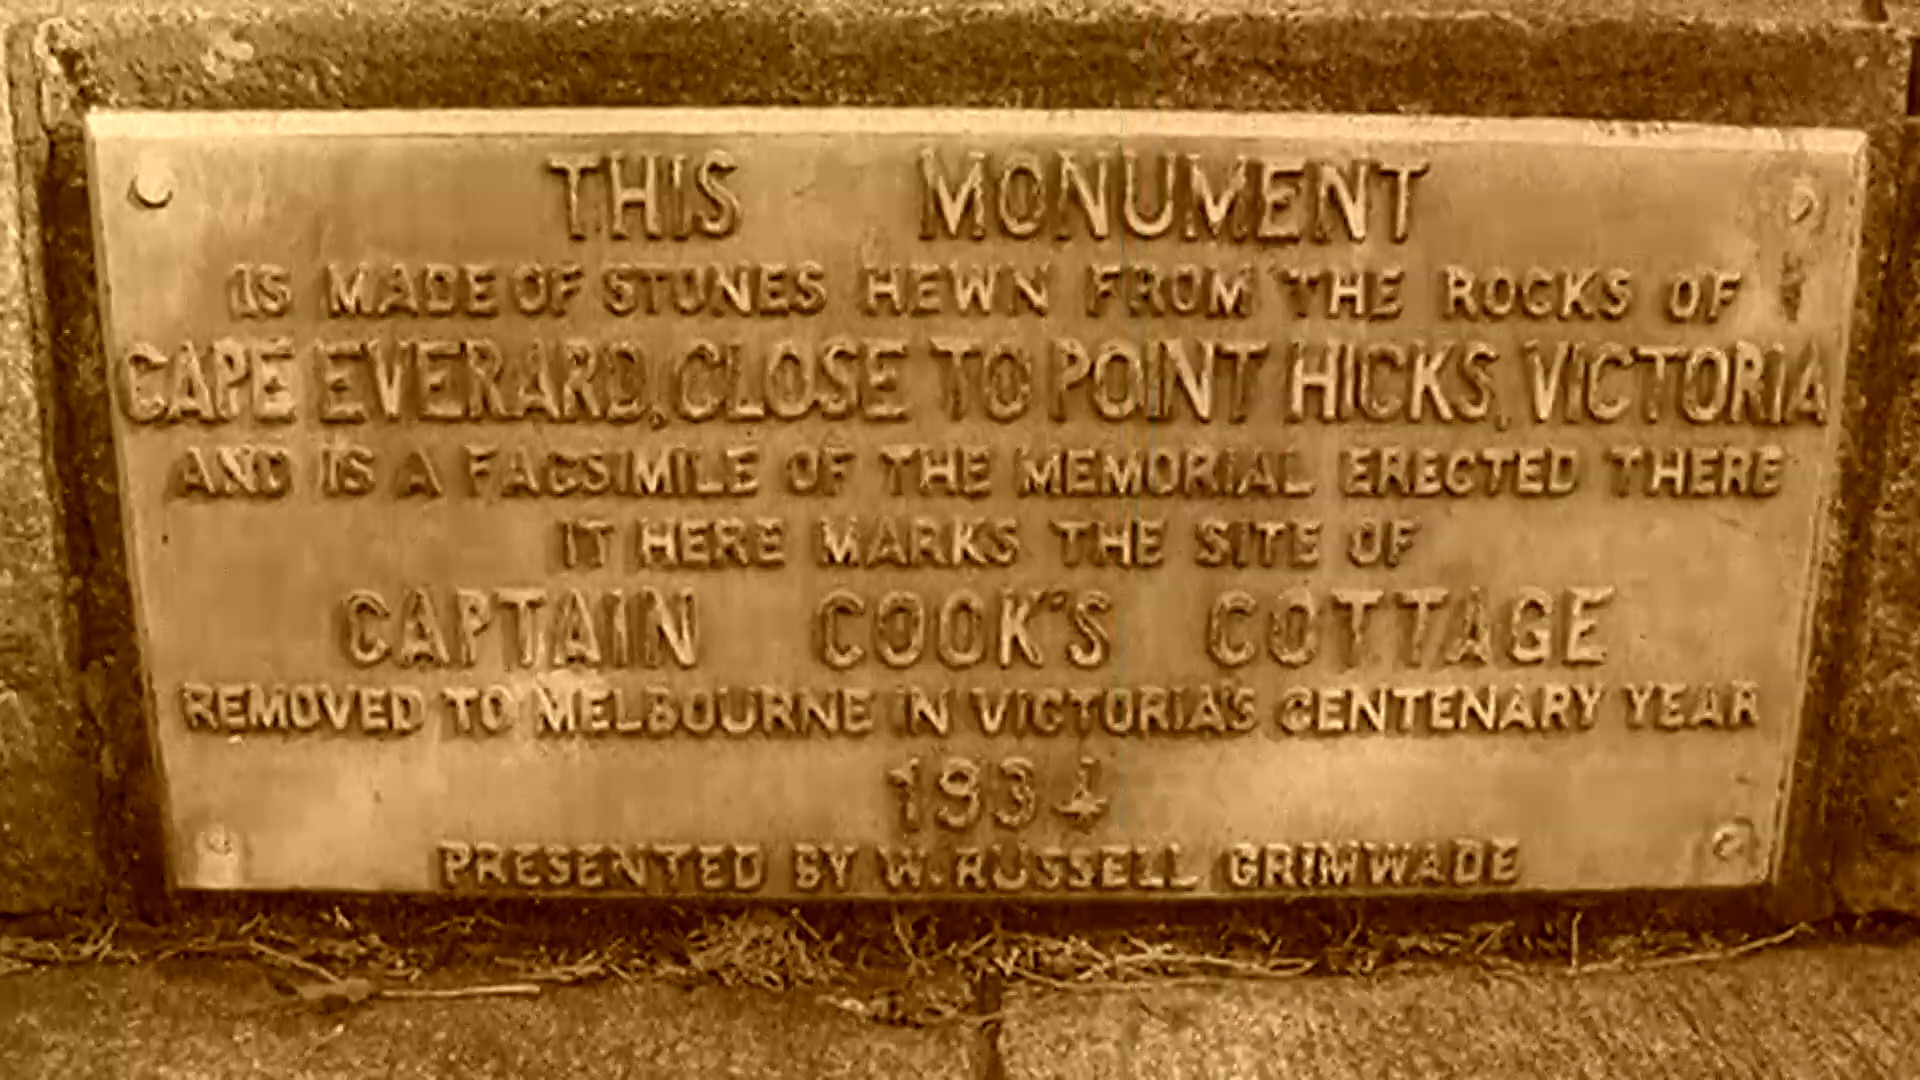 THIS MONUMENT
IS MADE OF STONES HEWN FROM THE ROCKS OF
CAPE EVERARD, CLOSE TO POINT HICKS, VICTORIA
AND IS A FACSIMILE OF THE MEMORIAL ERECTED THERE
IT HERE MARKS THE SITE OF
CAPTAIN COOK'S COTTAGE
REMOVED TO MELBOURNE IN VICTORIA'S CENTENARY YEAR
1934
PRESENTED BY W. RUSSELL GRIMWADE